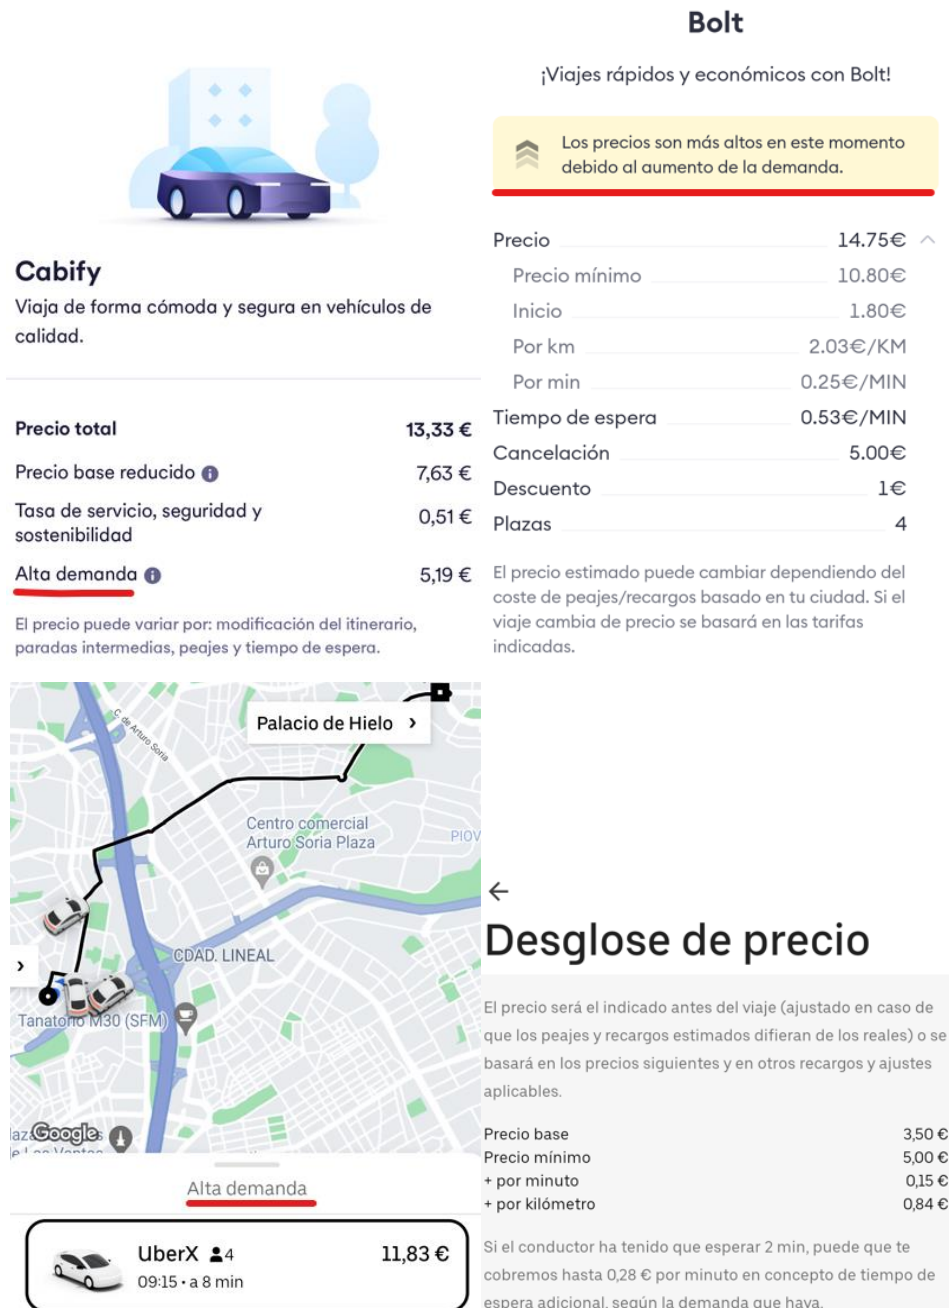 Cabify
Viaja de forma cómoda y segura en vehículos de
calidad.
Precio total 13,33 €
Precio base reducido 7,63 €
Tasa de servicio, seguridad y
sostenibilidad 0,51 €
Alta demanda 5,19 €
El precio puede variar por: modificación del itinerario,
paradas intermedias, peajes y tiempo de espera.
Bolt
¡Viajes rápidos y económicos con Bolt!
Los precios son más altos en este momento
debido al aumento de la demanda.
Precio 14.75€
Precio mínimo 10.80€
Inicio 1.80€
Por km 2.03€/KM
Por min 0.25€/MIN
Tiempo de espera 0.53€/MIN
Cancelación 5.00€
Descuento 1€
Plazas 4
El precio estimado puede cambiar dependiendo del
coste de peajes/recargos basado en tu ciudad. Si el
viaje cambia de precio se basará en las tarifas
indicadas.
C. de Arturo Soria
Palacio de Hielo
Centro comercial
Arturo Soria Plaza
PIOV
CDAD. LINEAL
Tanatorio M30 (SFM)
Google
Alta demanda
UberX 4 11,83 €
09:15 • a 8 min
Desglose de precio
El precio será el indicado antes del viaje (ajustado en caso de
que los peajes y recargos estimados difieran de los reales) o se
basará en los precios siguientes y en otros recargos y ajustes
aplicables.
Precio base 3,50 €
Precio mínimo 5,00 €
+ por minuto 0,15 €
+ por kilómetro 0,84 €
Si el conductor ha tenido que esperar 2 min, puede que te
cobremos hasta 0,28 € por minuto en concepto de tiempo de
espera adicional, según la demanda que haya.